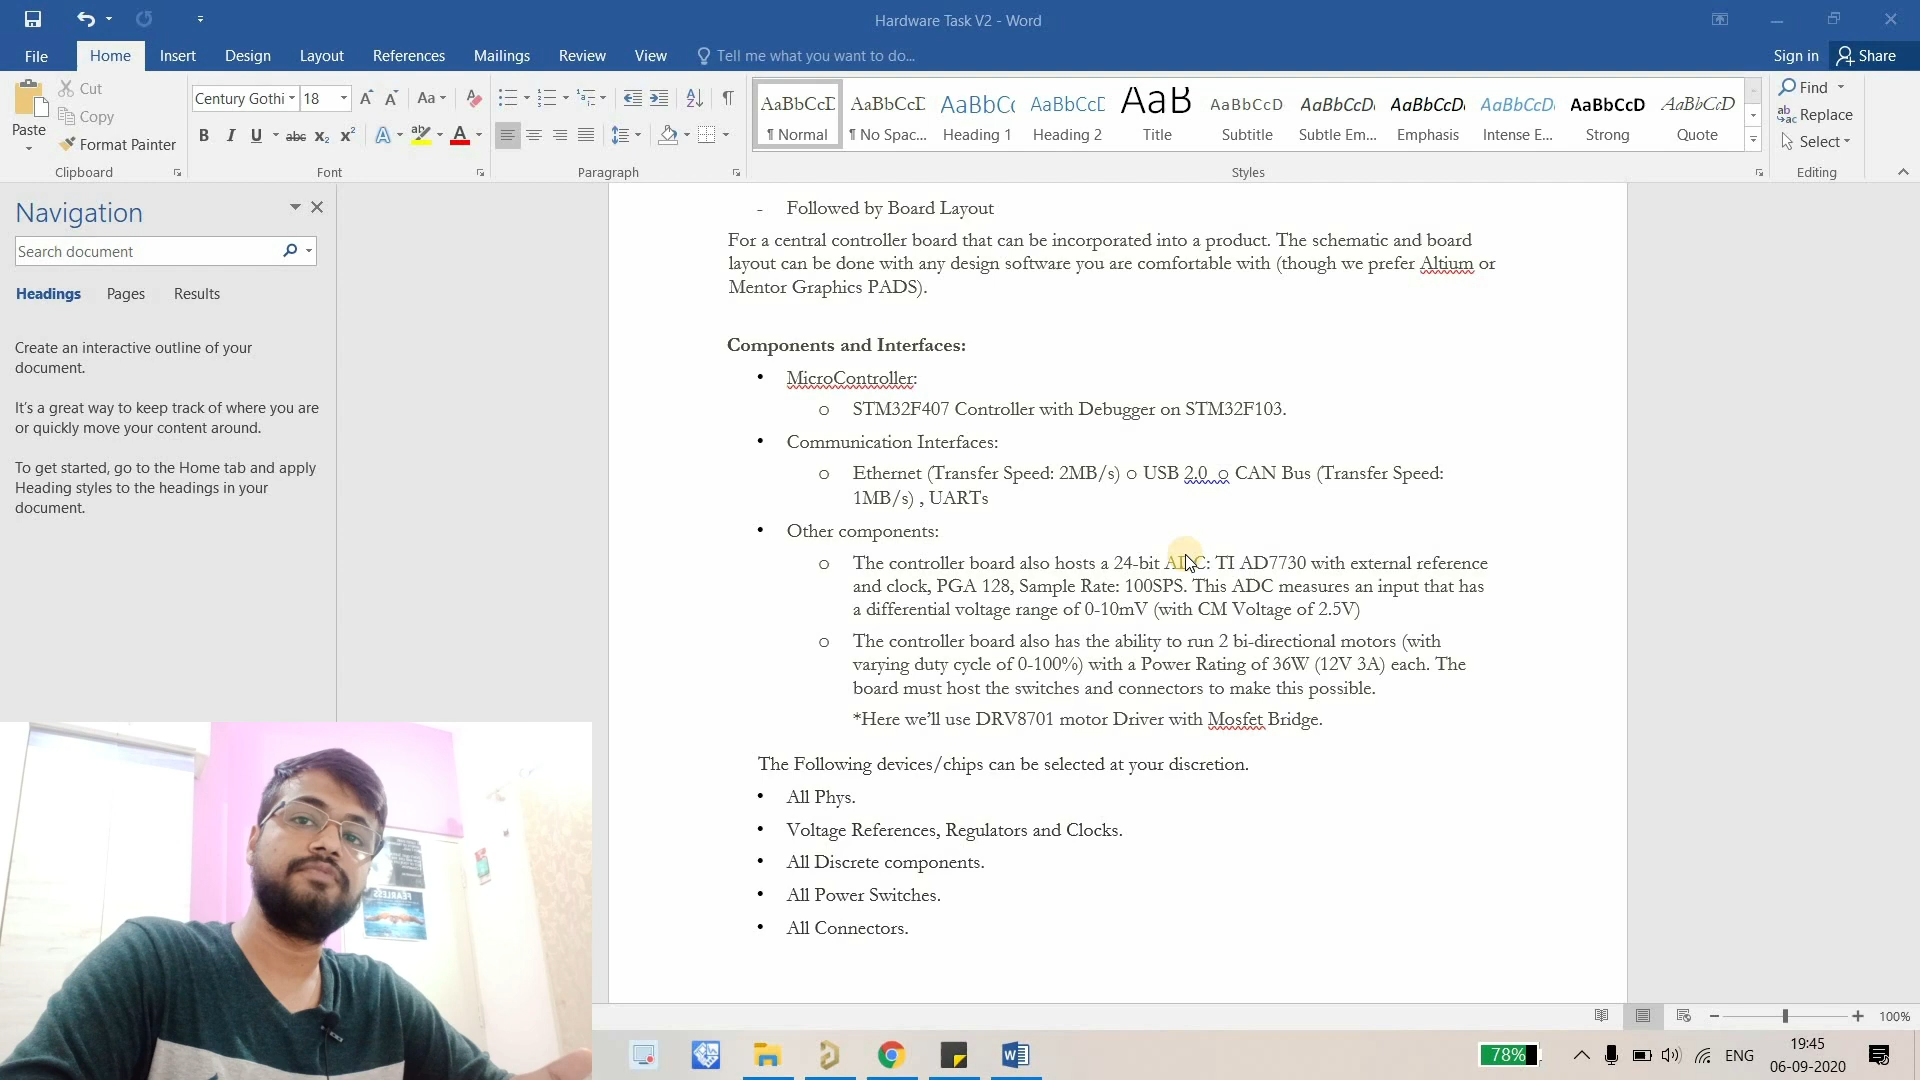 Hardware Task V2 - Word
File Home Insert Design Layout References Mailings Review View Tell me what you want to do...
Sign in Share
Paste
Cut
Copy
Format Painter
Clipboard
Century Gothi 18
Font
Paragraph
AaBbCcD AaBbCcD AaBbCc AaBbCcD AaB AaBbCcD AaBbCcD AaBbCcD AaBbCcD AaBbCcD AaBbCcD
¶ Normal ¶ No Spac... Heading 1 Heading 2 Title Subtitle Subtle Em... Emphasis Intense E... Strong Quote
Styles
Find
Replace
Select
Editing
Navigation
Search document
Headings Pages Results
Create an interactive outline of your
document.
It's a great way to keep track of where you are
or quickly move your content around.
To get started, go to the Home tab and apply
Heading styles to the headings in your
document.
- Followed by Board Layout
For a central controller board that can be incorporated into a product. The schematic and board
layout can be done with any design software you are comfortable with (though we prefer Altium or
Mentor Graphics PADS).
Components and Interfaces:
• MicroController:
o STM32F407 Controller with Debugger on STM32F103.
• Communication Interfaces:
o Ethernet (Transfer Speed: 2MB/s) o USB 2.0 o CAN Bus (Transfer Speed:
1MB/s) , UARTs
• Other components:
o The controller board also hosts a 24-bit ADC: TI AD7730 with external reference
and clock, PGA 128, Sample Rate: 100SPS. This ADC measures an input that has
a differential voltage range of 0-10mV (with CM Voltage of 2.5V)
o The controller board also has the ability to run 2 bi-directional motors (with
varying duty cycle of 0-100%) with a Power Rating of 36W (12V 3A) each. The
board must host the switches and connectors to make this possible.
*Here we'll use DRV8701 motor Driver with Mosfet Bridge.
The Following devices/chips can be selected at your discretion.
• All Phys.
• Voltage References, Regulators and Clocks.
• All Discrete components.
• All Power Switches.
• All Connectors.
FEARLESS
100%
78%
ENG
19:45
06-09-2020